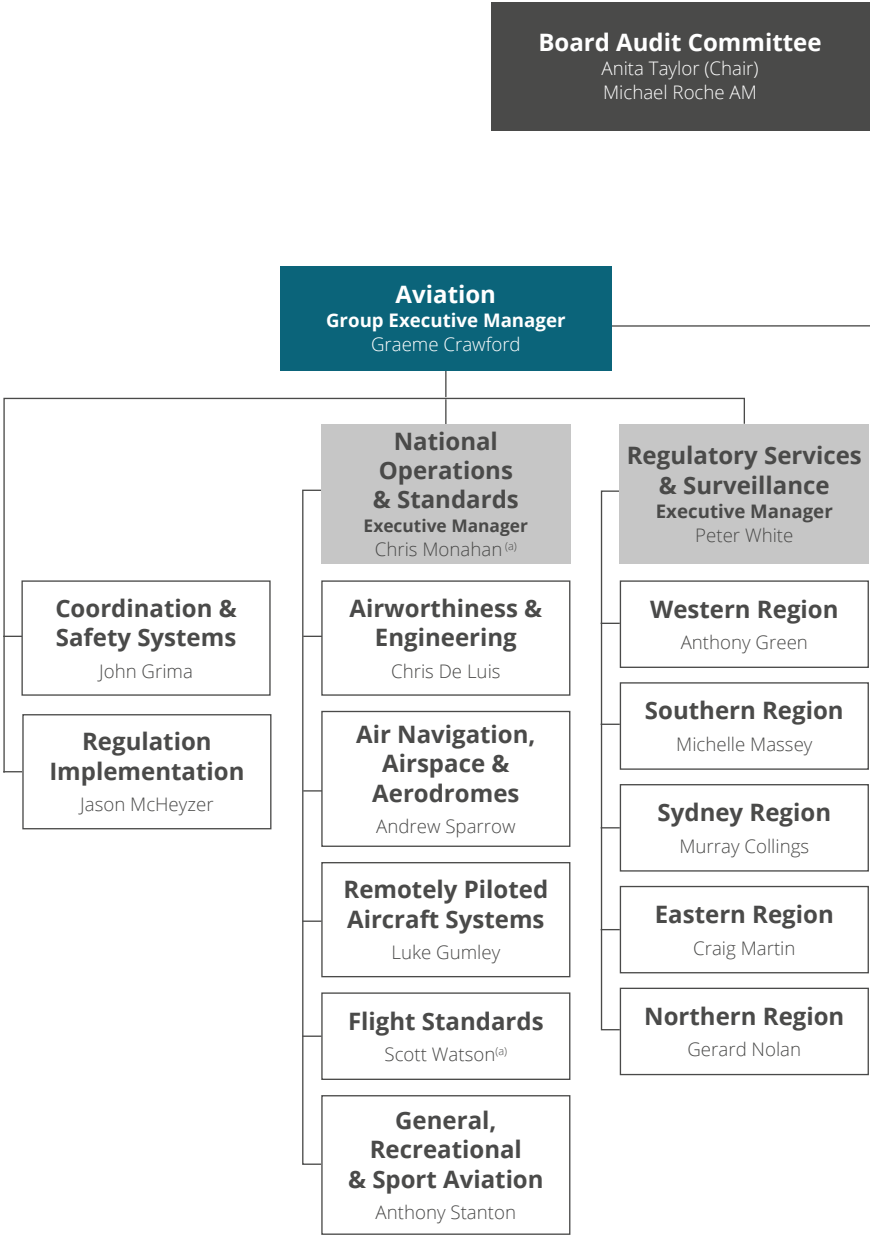 Board Audit Committee
Anita Taylor (Chair)
Michael Roche AM
Aviation
Group Executive Manager
Graeme Crawford
National
Operations
& Standards
Executive Manager
Chris Monahan (a)
Regulatory Services
& Surveillance
Executive Manager
Peter White
Coordination &
Safety Systems
John Grima
Regulation
Implementation
Jason McHeyzer
Airworthiness &
Engineering
Chris De Luis
Air Navigation,
Airspace &
Aerodromes
Andrew Sparrow
Remotely Piloted
Aircraft Systems
Luke Gumley
Flight Standards
Scott Watson(a)
General,
Recreational
& Sport Aviation
Anthony Stanton
Western Region
Anthony Green
Southern Region
Michelle Massey
Sydney Region
Murray Collings
Eastern Region
Craig Martin
Northern Region
Gerard Nolan